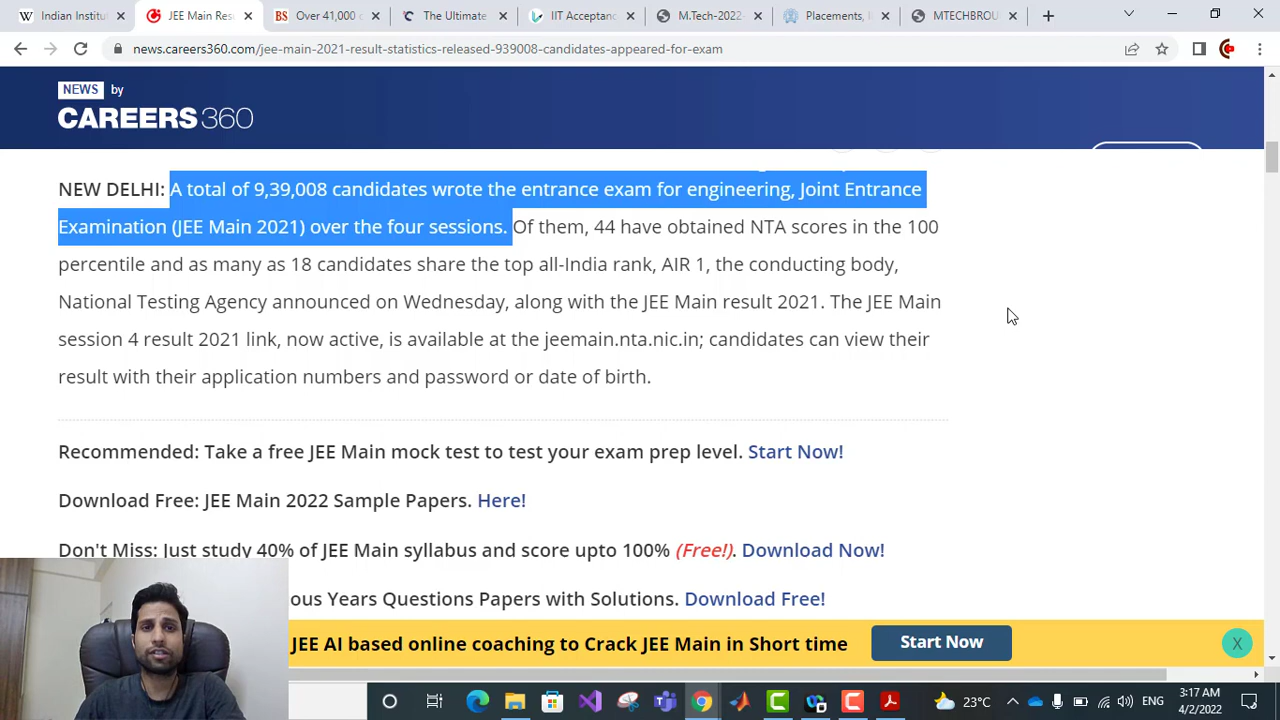 Indian Instit
JEE Main Res
Over 41,000 c
The Ultimate
IIT Acceptanc
M.Tech-2022-
Placements, I
MTECHBROU
news.careers360.com/jee-main-2021-result-statistics-released-939008-candidates-appeared-for-exam
NEWS by
CAREERS360
NEW DELHI: A total of 9,39,008 candidates wrote the entrance exam for engineering, Joint Entrance
Examination (JEE Main 2021) over the four sessions. Of them, 44 have obtained NTA scores in the 100
percentile and as many as 18 candidates share the top all-India rank, AIR 1, the conducting body,
National Testing Agency announced on Wednesday, along with the JEE Main result 2021. The JEE Main
session 4 result 2021 link, now active, is available at the jeemain.nta.nic.in; candidates can view their
result with their application numbers and password or date of birth.
Recommended: Take a free JEE Main mock test to test your exam prep level. Start Now!
Download Free: JEE Main 2022 Sample Papers. Here!
Don't Miss: Just study 40% of JEE Main syllabus and score upto 100% (Free!). Download Now!
ous Years Questions Papers with Solutions. Download Free!
JEE AI based online coaching to Crack JEE Main in Short time
Start Now
X
23°C
ENG
3:17 AM
4/2/2022